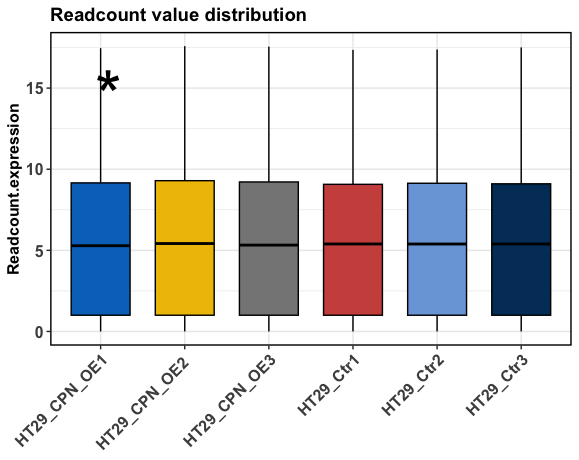 Readcount value distribution
Readcount.expression
15
10
5
0
*
HT29_CPN_OE1
HT29_CPN_OE2
HT29_CPN_OE3
HT29_Ctr1
HT29_Ctr2
HT29_Ctr3